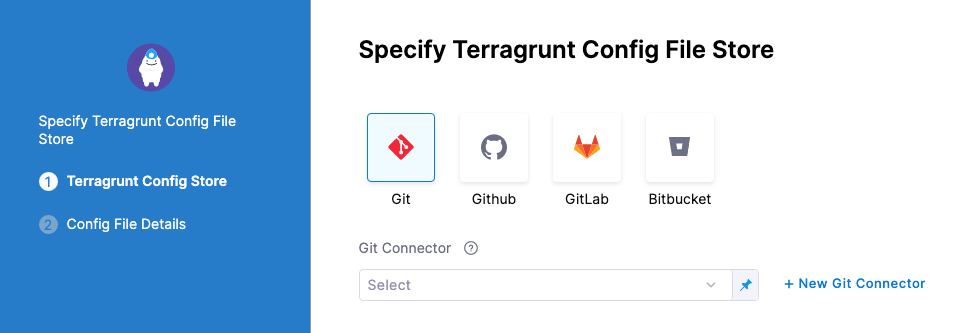 Specify Terragrunt Config File
Store
1 Terragrunt Config Store
2 Config File Details
Specify Terragrunt Config File Store
Git
Github
GitLab
Bitbucket
Git Connector ?
Select
+ New Git Connector